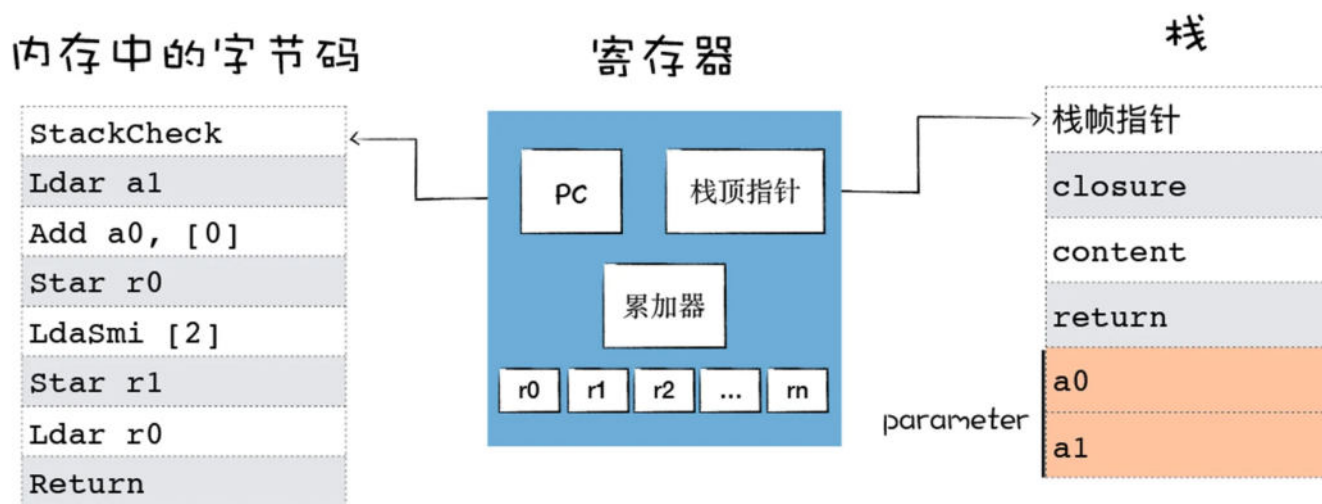 内存中的字节码
StackCheck
Ldar a1
Add a0, [0]
Star r0
LdaSmi [2]
Star r1
Ldar r0
Return
寄存器
PC
栈顶指针
累加器
r0
r1
r2
...
rn
栈
栈帧指针
closure
content
return
a0
a1
parameter